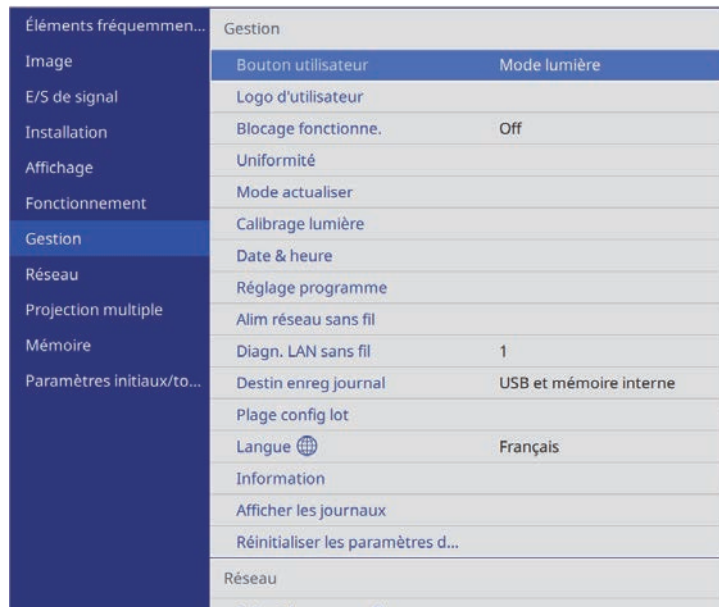 Éléments fréquemmen...
Image
E/S de signal
Installation
Affichage
Fonctionnement
Gestion
Réseau
Projection multiple
Mémoire
Paramètres initiaux/to...
Gestion
Bouton utilisateur Mode lumière
Logo d'utilisateur
Blocage fonctionne. Off
Uniformité
Mode actualiser
Calibrage lumière
Date & heure
Réglage programme
Alim réseau sans fil
Diagn. LAN sans fil 1
Destin enreg journal USB et mémoire interne
Plage config lot
Langue Français
Information
Afficher les journaux
Réinitialiser les paramètres d...
Réseau